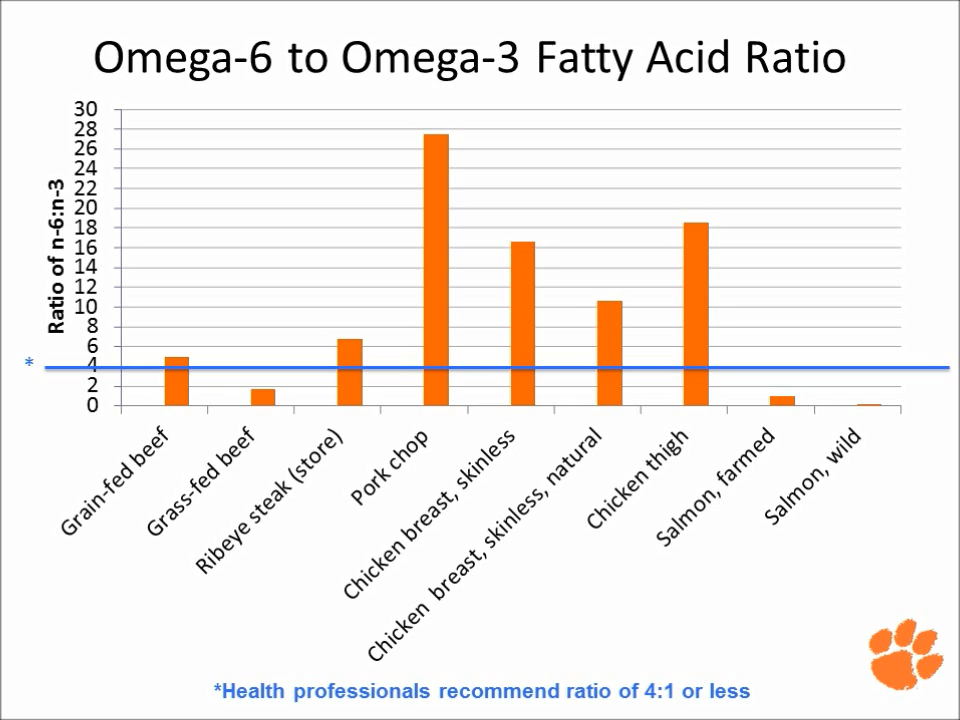 Omega-6 to Omega-3 Fatty Acid Ratio
Ratio of n-6:n-3
30
28
26
24
22
20
18
16
14
12
10
8
6
4
2
0
*
Grain-fed beef
Grass-fed beef
Ribeye steak (store)
Pork chop
Chicken breast, skinless
Chicken breast, skinless, natural
Chicken thigh
Salmon, farmed
Salmon, wild
*Health professionals recommend ratio of 4:1 or less